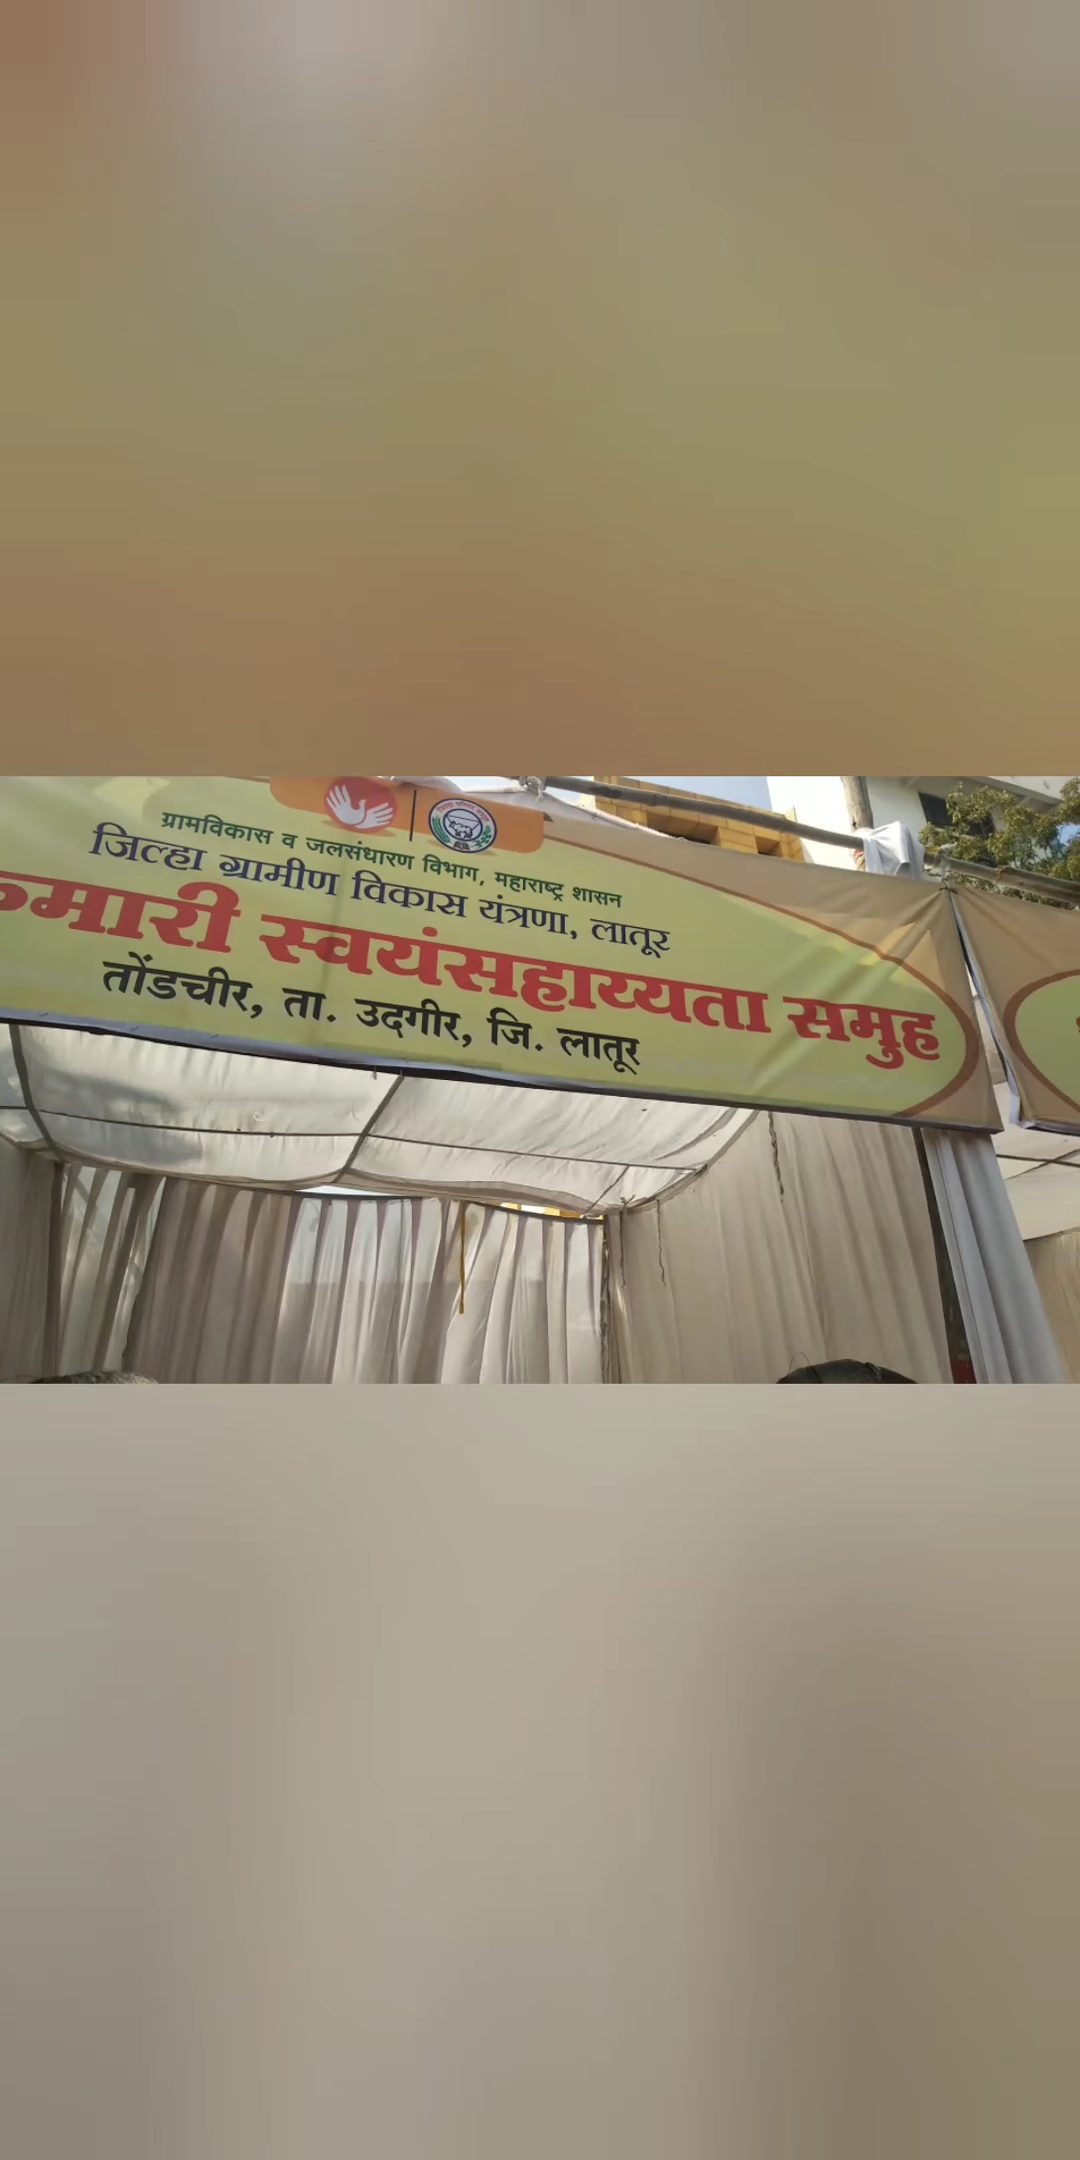 ग्रामविकास व जलसंधारण विभाग, महाराष्ट्र शासन
जिल्हा ग्रामीण विकास यंत्रणा, लातूर
स्वयंसहाय्यता समुह
तोंडचीर, ता. उदगीर, जि. लातूर